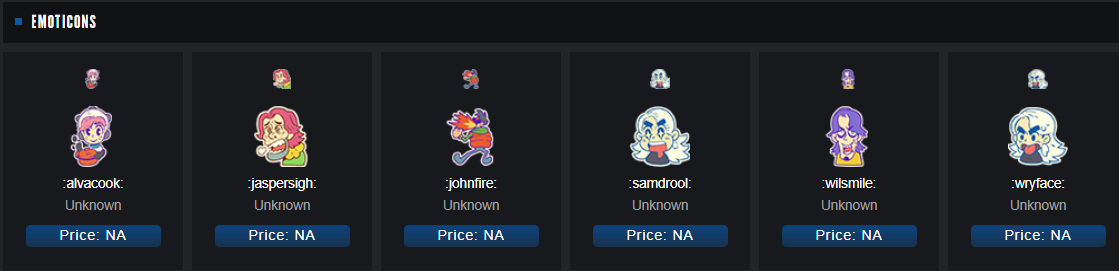 EMOTICONS
:alvacook:
Unknown
Price: NA
:jaspersigh:
Unknown
Price: NA
:johnfire:
Unknown
Price: NA
:samdrool:
Unknown
Price: NA
:wilsmile:
Unknown
Price: NA
:wryface:
Unknown
Price: NA